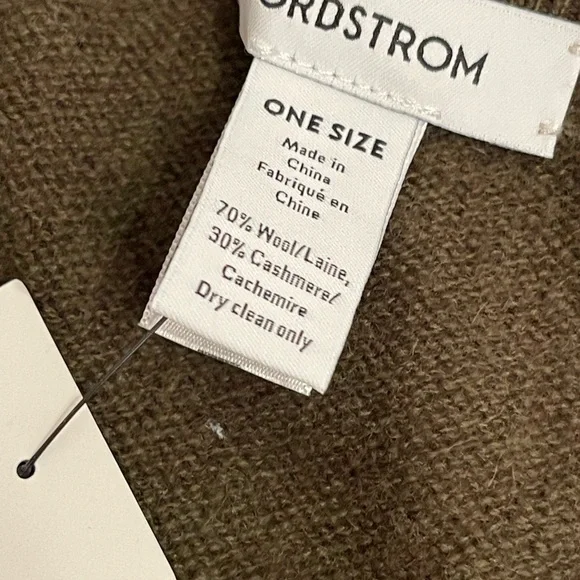 ORDSTROM
ONE SIZE
Made in
China
Fabriqué en
Chine
70% Wool/Laine,
30% Cashmere/
Cachemire
Dry clean only